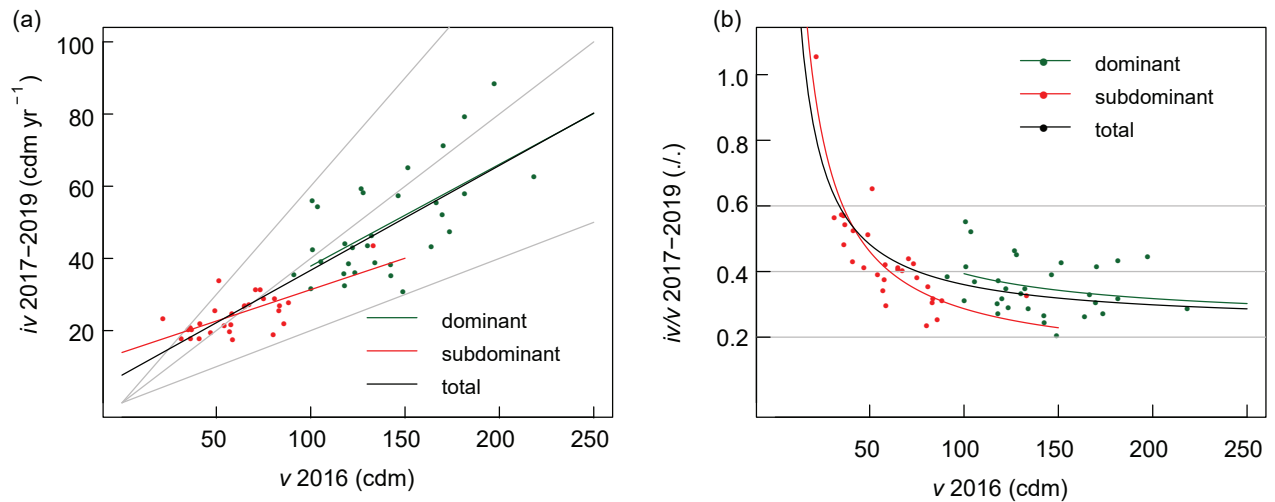 (a)
100
80
60
40
20
50
100
150
200
250
iv 2017−2019 (cdm yr⁻¹)
v 2016 (cdm)
dominant
subdominant
total
(b)
1.0
0.8
0.6
0.4
0.2
50
100
150
200
250
iv/v 2017−2019 (./.)
v 2016 (cdm)
dominant
subdominant
total